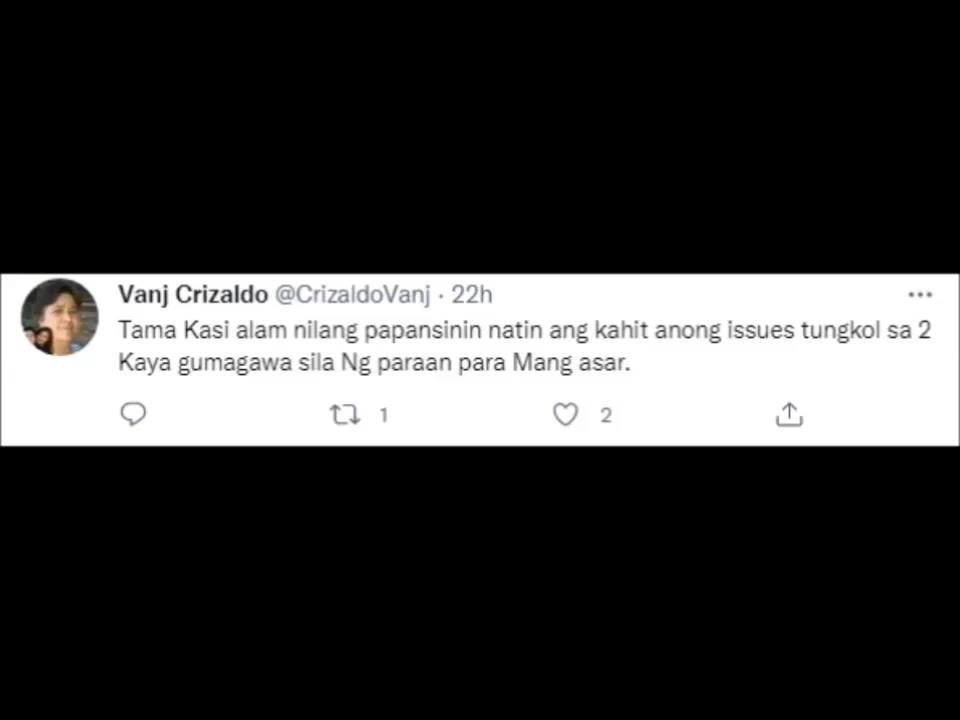 Vanj Crizaldo @CrizaldoVanj · 22h
Tama Kasi alam nilang papansinin natin ang kahit anong issues tungkol sa 2
Kaya gumagawa sila Ng paraan para Mang asar.
1 2